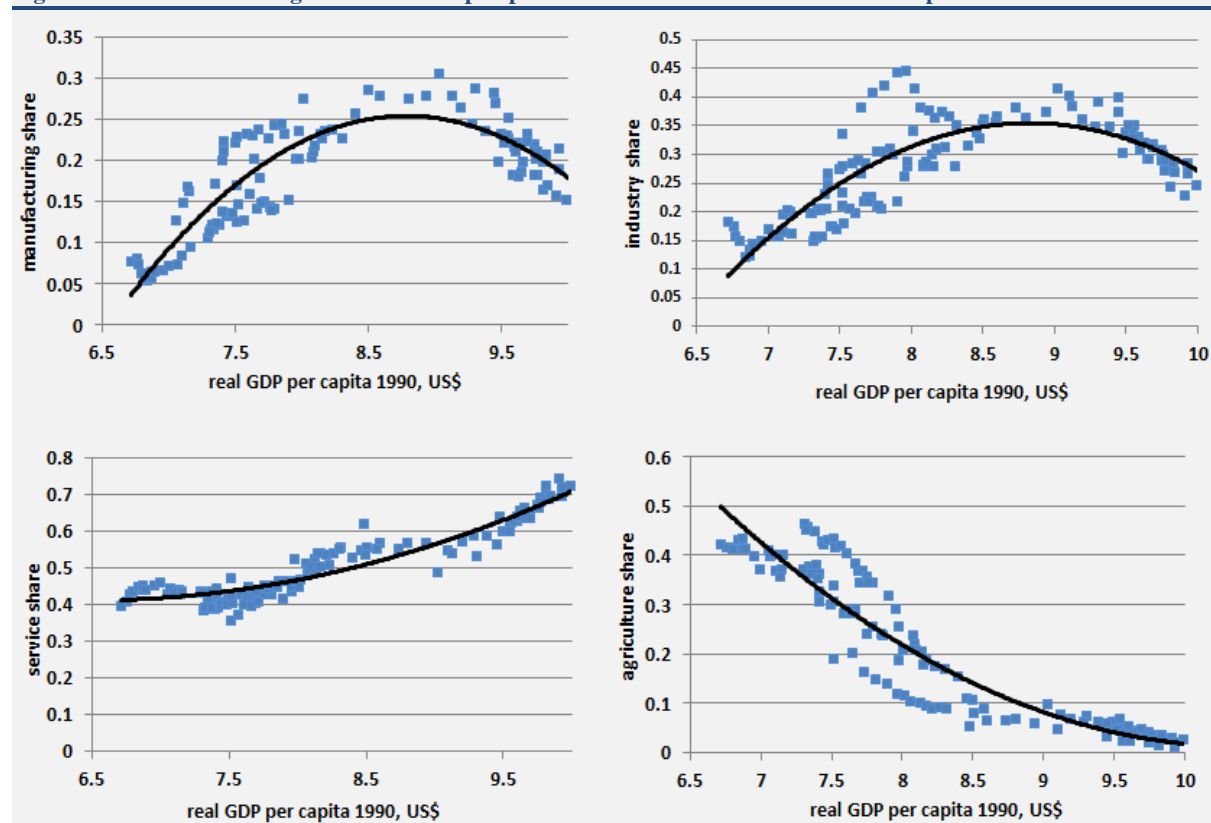 manufacturing share
0.35
0.3
0.25
0.2
0.15
0.1
0.05
0
6.5 7.5 8.5 9.5
real GDP per capita 1990, US$
industry share
0.5
0.45
0.4
0.35
0.3
0.25
0.2
0.15
0.1
0.05
0
6.5 7 7.5 8 8.5 9 9.5 10
real GDP per capita 1990, US$
service share
0.8
0.7
0.6
0.5
0.4
0.3
0.2
0.1
0
6.5 7.5 8.5 9.5
real GDP per capita 1990, US$
agriculture share
0.6
0.5
0.4
0.3
0.2
0.1
0
6.5 7 7.5 8 8.5 9 9.5 10
real GDP per capita 1990, US$